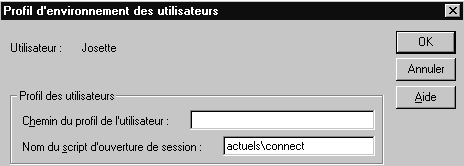 Profil d'environement des utilisateurs
Utilisateur : Josette
OK
Annuler
Aide
Profil des utilisateurs
Chemin du profil de l'utilisateur :
Nom du script d'ouverture de session : actuels\connect